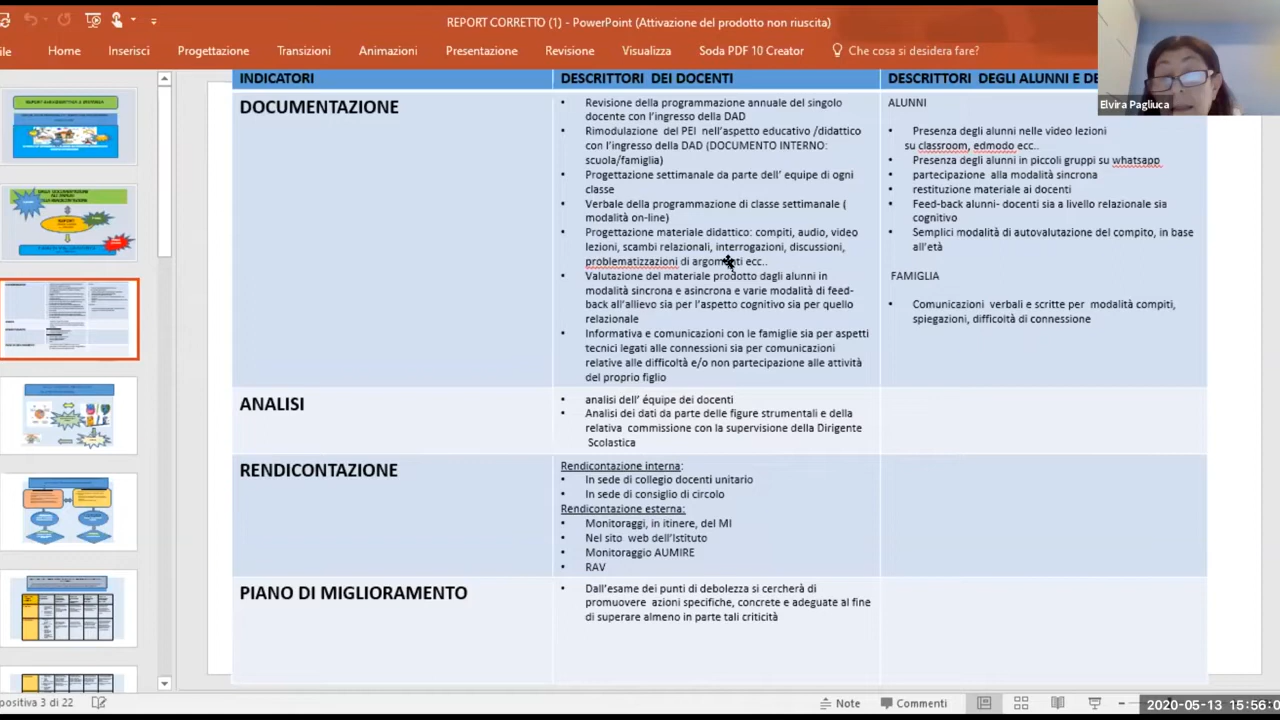 REPORT CORRETTO (1) - PowerPoint (Attivazione del prodotto non riuscita)
Home Inserisci Progettazione Transizioni Animazioni Presentazione Revisione Visualizza Soda PDF 10 Creator Che cosa si desidera fare?
Elvira Pagliuca
INDICATORI
DESCRITTORI DEI DOCENTI
DESCRITTORI DEGLI ALUNNI E
DOCUMENTAZIONE
• Revisione della programmazione annuale del singolo
docente con l'ingresso della DAD
• Rimodulazione del PEI nell'aspetto educativo /didattico
con l'ingresso della DAD (DOCUMENTO INTERNO:
scuola/famiglia)
• Progettazione settimanale da parte dell' equipe di ogni
classe
• Verbale della programmazione di classe settimanale (
modalità on-line)
• Progettazione materiale didattico: compiti, audio, video
lezioni, scambi relazionali, interrogazioni, discussioni,
problematizzazioni di argomenti ecc..
• Valutazione del materiale prodotto dagli alunni in
modalità sincrona e asincrona e varie modalità di feed-
back all'allievo sia per l'aspetto cognitivo sia per quello
relazionale
• Informativa e comunicazioni con le famiglie sia per aspetti
tecnici legati alle connessioni sia per comunicazioni
relative alle difficoltà e/o non partecipazione alle attività
del proprio figlio
ALUNNI
• Presenza degli alunni nelle video lezioni
su classroom, edmodo ecc..
• Presenza degli alunni in piccoli gruppi su whatsapp
• partecipazione alla modalità sincrona
• restituzione materiale ai docenti
• Feed-back alunni- docenti sia a livello relazionale sia
cognitivo
• Semplici modalità di autovalutazione del compito, in base
all'età
FAMIGLIA
• Comunicazioni verbali e scritte per modalità compiti,
spiegazioni, difficoltà di connessione
ANALISI
• analisi dell' équipe dei docenti
• Analisi dei dati da parte delle figure strumentali e della
relativa commissione con la supervisione della Dirigente
Scolastica
RENDICONTAZIONE
Rendicontazione interna:
• In sede di collegio docenti unitario
• In sede di consiglio di circolo
Rendicontazione esterna:
• Monitoraggi, in itinere, del MI
• Nel sito web dell'Istituto
• Monitoraggio AUMIRE
• RAV
PIANO DI MIGLIORAMENTO
• Dall'esame dei punti di debolezza si cercherà di
promuovere azioni specifiche, concrete e adeguate al fine
di superare almeno in parte tali criticità
positiva 3 di 22
Note Commenti
2020-05-13 15:56:0